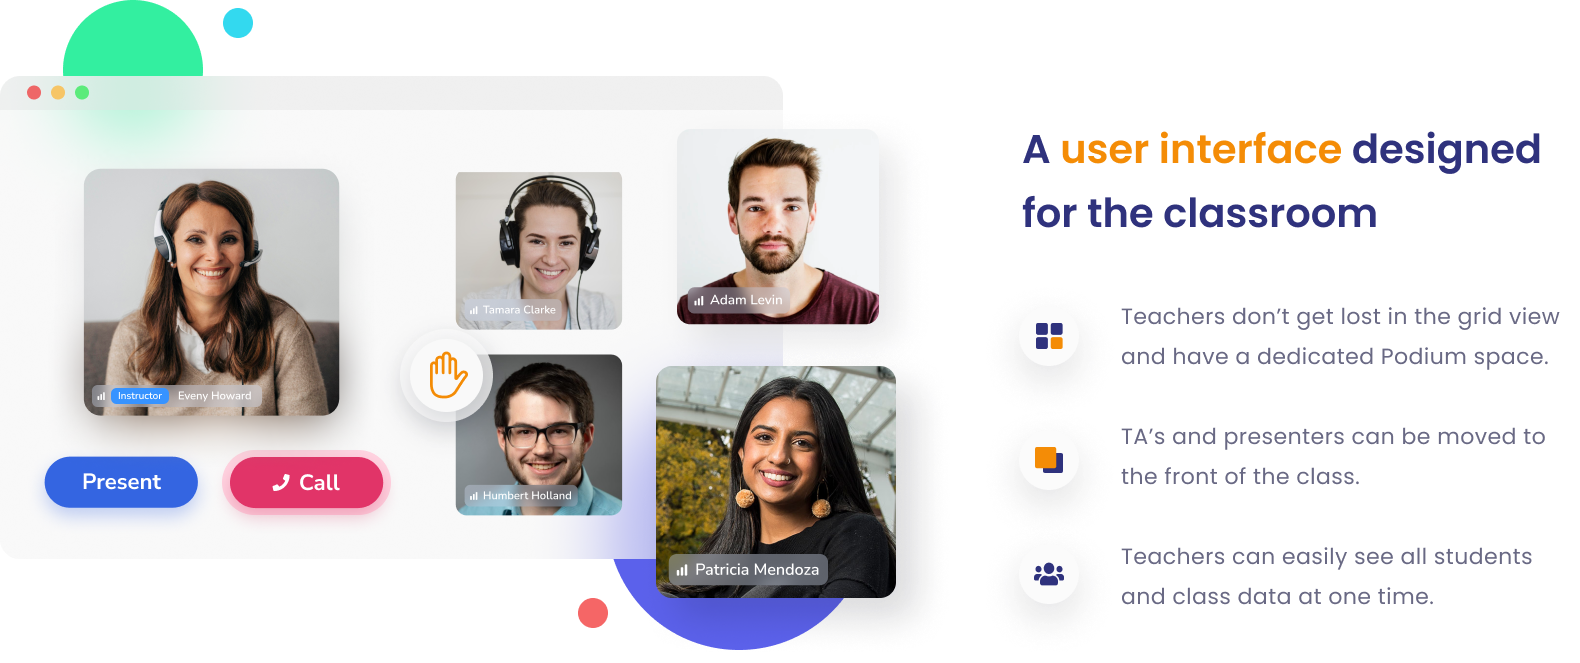 Instructor Eveny Howard
Present
Call
Tamara Clarke
Humbert Holland
Adam Levin
Patricia Mendoza
A user interface designed
for the classroom
Teachers don’t get lost in the grid view
and have a dedicated Podium space.
TA’s and presenters can be moved to
the front of the class.
Teachers can easily see all students
and class data at one time.